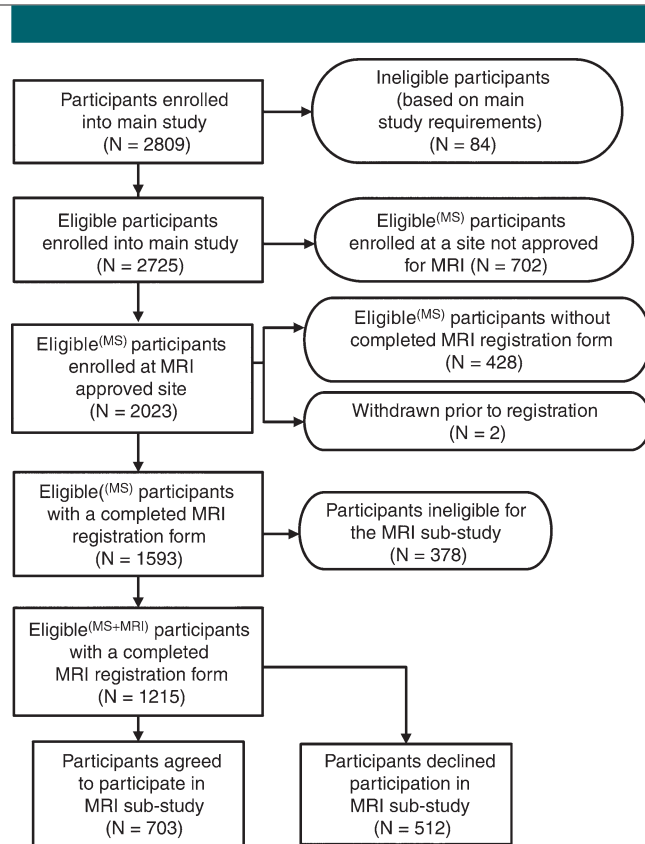 Participants enrolled
into main study
(N = 2809)
Ineligible participants
(based on main
study requirements)
(N = 84)
Eligible participants
enrolled into main study
(N = 2725)
Eligible(MS) participants
enrolled at a site not approved
for MRI (N = 702)
Eligible(MS) participants
enrolled at MRI
approved site
(N = 2023)
Eligible(MS) participants without
completed MRI registration form
(N = 428)
Withdrawn prior to registration
(N = 2)
Eligible((MS) participants
with a completed MRI
registration form
(N = 1593)
Participants ineligible for
the MRI sub-study
(N = 378)
Eligible(MS+MRI) participants
with a completed
MRI registration form
(N = 1215)
Participants agreed
to participate in
MRI sub-study
(N = 703)
Participants declined
participation in
MRI sub-study
(N = 512)